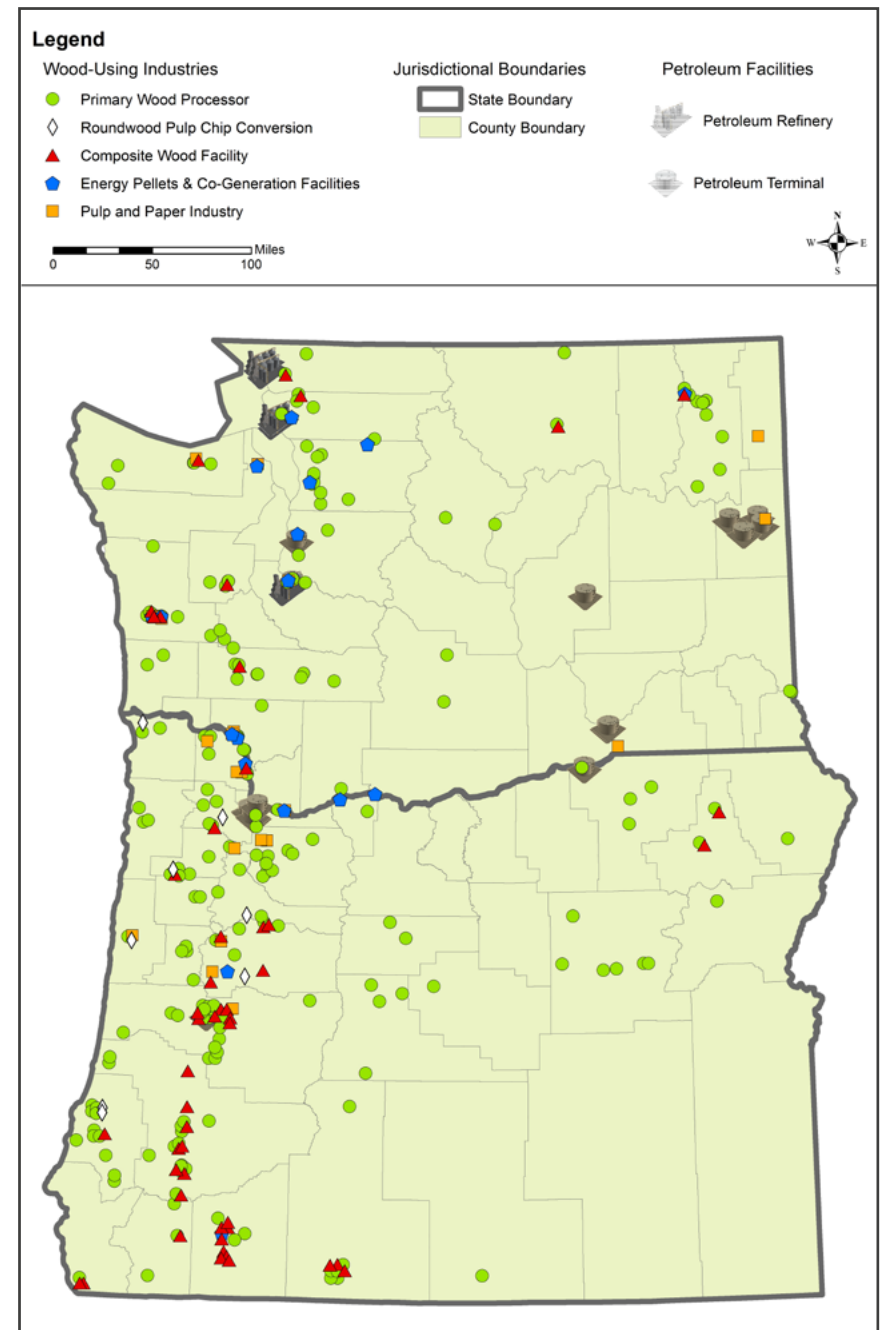 Legend
Wood-Using Industries
Primary Wood Processor
Roundwood Pulp Chip Conversion
Composite Wood Facility
Energy Pellets & Co-Generation Facilities
Pulp and Paper Industry
Miles
0 50 100
Jurisdictional Boundaries
State Boundary
County Boundary
Petroleum Facilities
Petroleum Refinery
Petroleum Terminal
N
W E
S